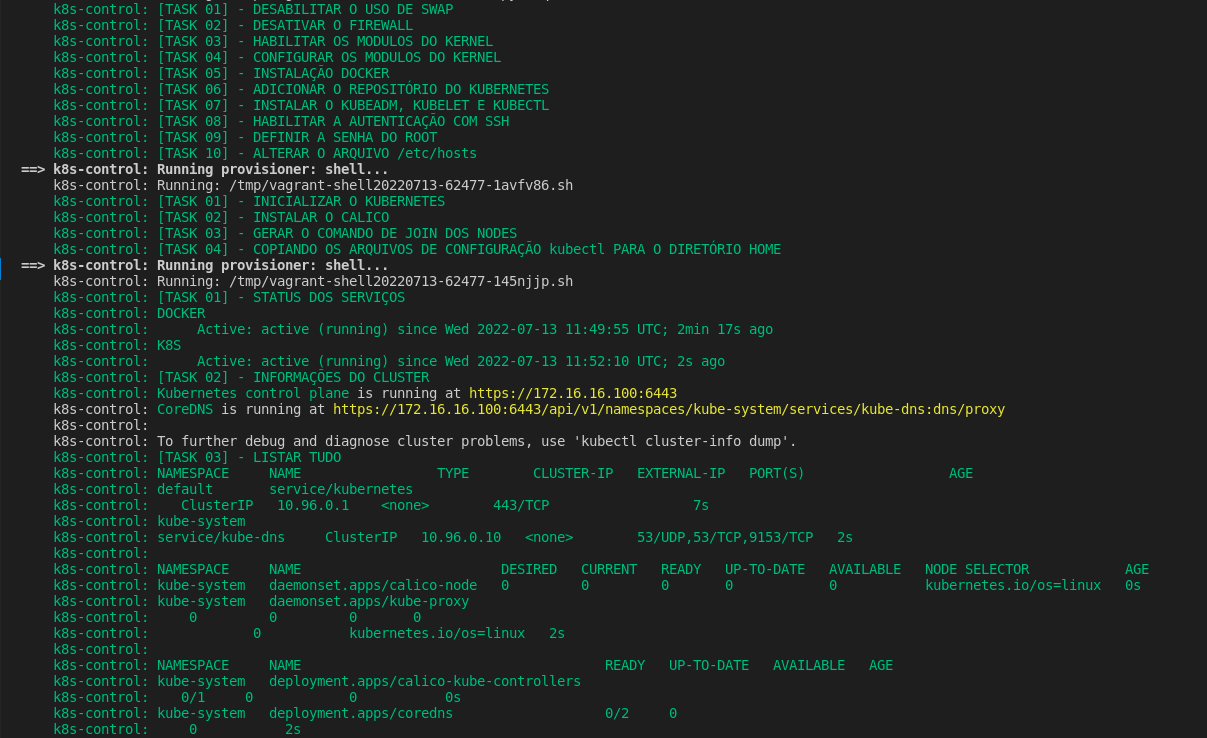 k8s-control: [TASK 01] - DESABILITAR O USO DE SWAP
k8s-control: [TASK 02] - DESATIVAR O FIREWALL
k8s-control: [TASK 03] - HABILITAR OS MODULOS DO KERNEL
k8s-control: [TASK 04] - CONFIGURAR OS MODULOS DO KERNEL
k8s-control: [TASK 05] - INSTALAÇÃO DOCKER
k8s-control: [TASK 06] - ADICIONAR O REPOSITÓRIO DO KUBERNETES
k8s-control: [TASK 07] - INSTALAR O KUBEADM, KUBELET E KUBECTL
k8s-control: [TASK 08] - HABILITAR A AUTENTICAÇÃO COM SSH
k8s-control: [TASK 09] - DEFINIR A SENHA DO ROOT
k8s-control: [TASK 10] - ALTERAR O ARQUIVO /etc/hosts
==> k8s-control: Running provisioner: shell...
k8s-control: Running: /tmp/vagrant-shell20220713-62477-1avfv86.sh
k8s-control: [TASK 01] - INICIALIZAR O KUBERNETES
k8s-control: [TASK 02] - INSTALAR O CALICO
k8s-control: [TASK 03] - GERAR O COMANDO DE JOIN DOS NODES
k8s-control: [TASK 04] - COPIANDO OS ARQUIVOS DE CONFIGURAÇÃO kubectl PARA O DIRETÓRIO HOME
==> k8s-control: Running provisioner: shell...
k8s-control: Running: /tmp/vagrant-shell20220713-62477-145njjp.sh
k8s-control: [TASK 01] - STATUS DOS SERVIÇOS
k8s-control: DOCKER
k8s-control:      Active: active (running) since Wed 2022-07-13 11:49:55 UTC; 2min 17s ago
k8s-control: K8S
k8s-control:      Active: active (running) since Wed 2022-07-13 11:52:10 UTC; 2s ago
k8s-control: [TASK 02] - INFORMAÇÕES DO CLUSTER
k8s-control: Kubernetes control plane is running at https://172.16.16.100:6443
k8s-control: CoreDNS is running at https://172.16.16.100:6443/api/v1/namespaces/kube-system/services/kube-dns:dns/proxy
k8s-control:
k8s-control: To further debug and diagnose cluster problems, use 'kubectl cluster-info dump'.
k8s-control: [TASK 03] - LISTAR TUDO
k8s-control: NAMESPACE     NAME                 TYPE        CLUSTER-IP   EXTERNAL-IP   PORT(S)                  AGE
k8s-control: default       service/kubernetes
k8s-control:    ClusterIP   10.96.0.1    <none>        443/TCP                  7s
k8s-control: kube-system
k8s-control: service/kube-dns     ClusterIP   10.96.0.10   <none>        53/UDP,53/TCP,9153/TCP   2s
k8s-control:
k8s-control: NAMESPACE     NAME                         DESIRED   CURRENT   READY   UP-TO-DATE   AVAILABLE   NODE SELECTOR            AGE
k8s-control: kube-system   daemonset.apps/calico-node   0         0         0       0            0           kubernetes.io/os=linux   0s
k8s-control: kube-system   daemonset.apps/kube-proxy
k8s-control:     0         0         0       0
k8s-control:             0           kubernetes.io/os=linux   2s
k8s-control:
k8s-control: NAMESPACE     NAME                                      READY   UP-TO-DATE   AVAILABLE   AGE
k8s-control: kube-system   deployment.apps/calico-kube-controllers
k8s-control:    0/1     0            0           0s
k8s-control: kube-system   deployment.apps/coredns                   0/2     0
k8s-control:     0           2s